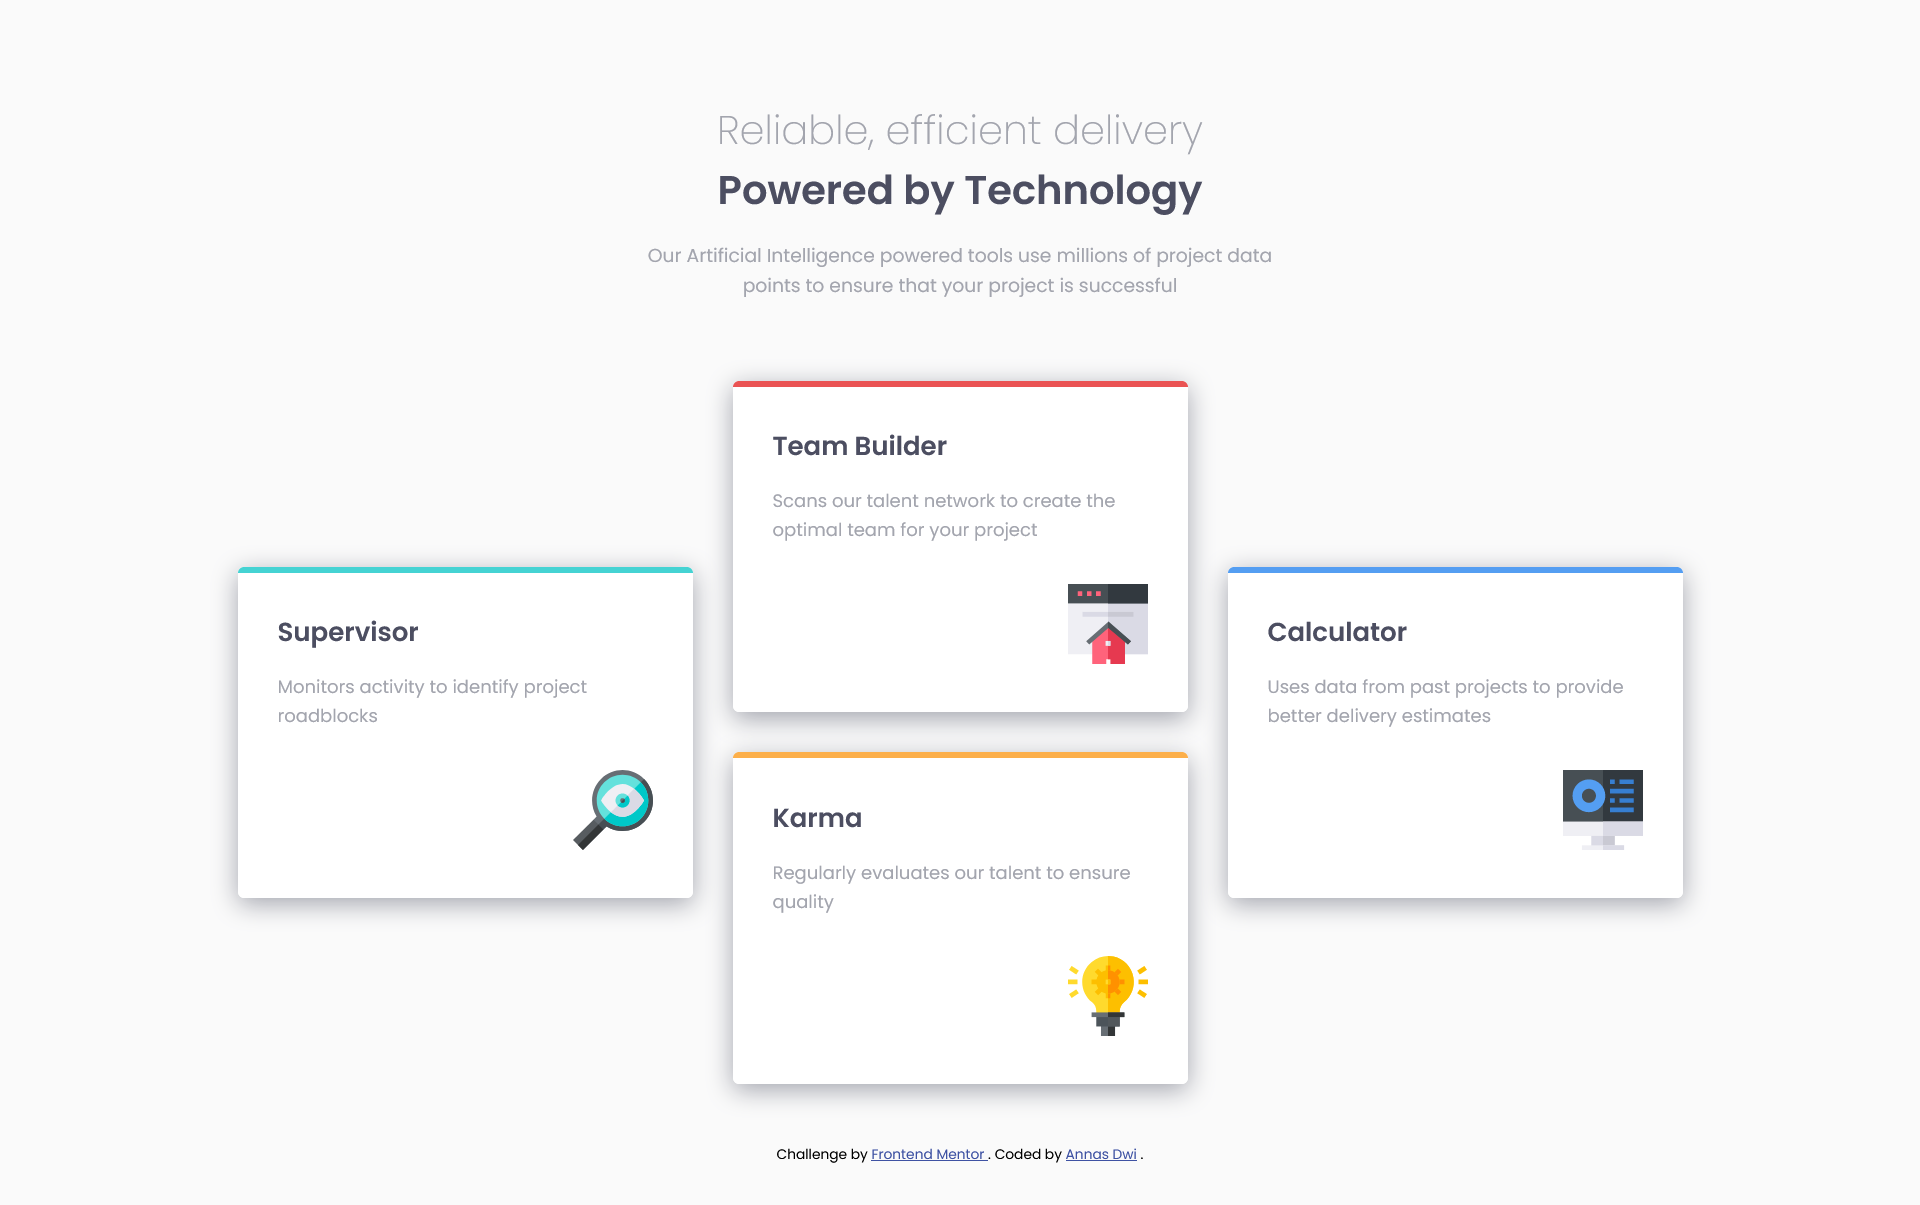 Reliable, efficient delivery
Powered by Technology
Our Artificial Intelligence powered tools use millions of project data
points to ensure that your project is successful
Supervisor
Monitors activity to identify project
roadblocks
Team Builder
Scans our talent network to create the
optimal team for your project
Karma
Regularly evaluates our talent to ensure
quality
Calculator
Uses data from past projects to provide
better delivery estimates
Challenge by Frontend Mentor . Coded by Annas Dwi .